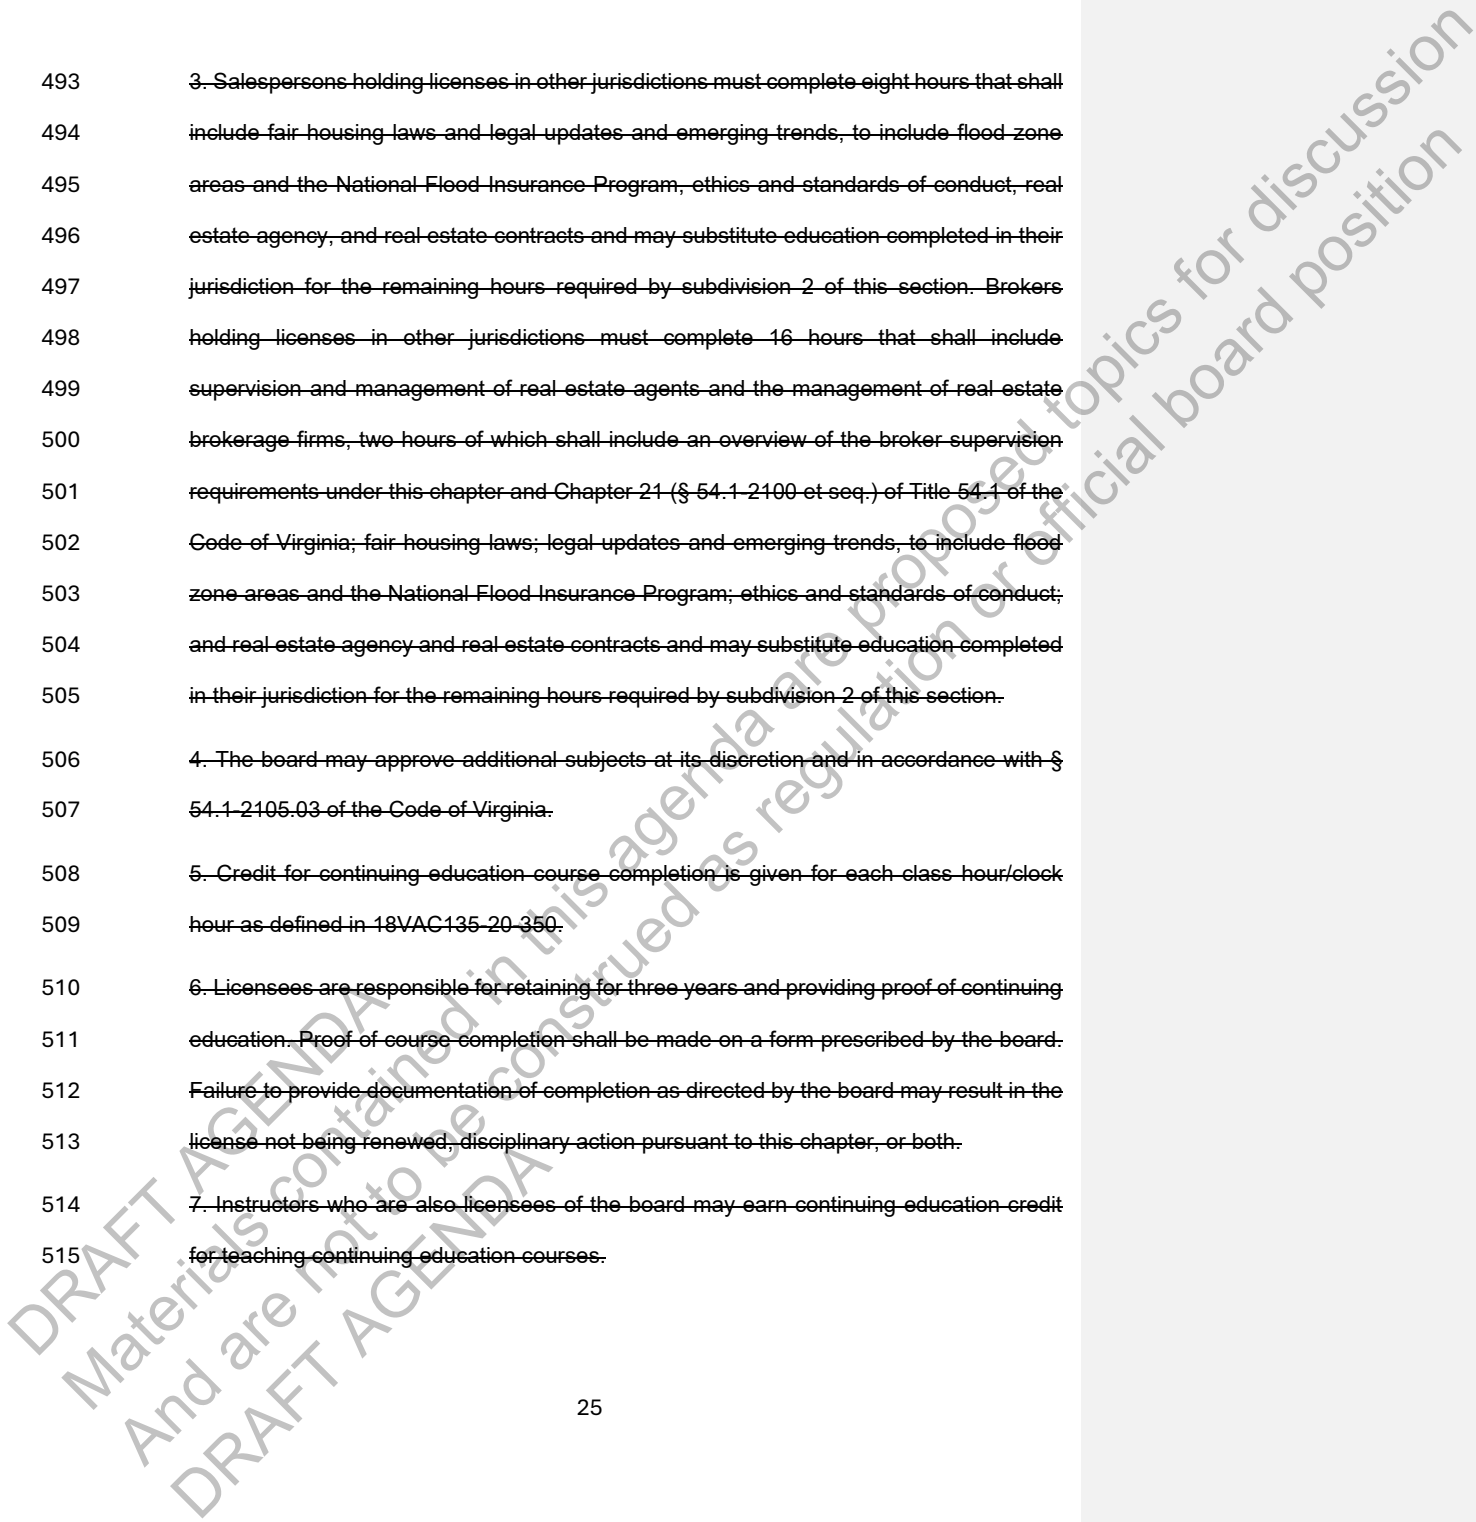 493 3. Salespersons holding licenses in other jurisdictions must complete eight hours that shall
494 include fair housing laws and legal updates and emerging trends, to include flood zone
495 areas and the National Flood Insurance Program, ethics and standards of conduct, real
496 estate agency, and real estate contracts and may substitute education completed in their
497 jurisdiction for the remaining hours required by subdivision 2 of this section. Brokers
498 holding licenses in other jurisdictions must complete 16 hours that shall include
499 supervision and management of real estate agents and the management of real estate
500 brokerage firms, two hours of which shall include an overview of the broker supervision
501 requirements under this chapter and Chapter 21 (§ 54.1-2100 et seq.) of Title 54.1 of the
502 Code of Virginia; fair housing laws; legal updates and emerging trends, to include flood
503 zone areas and the National Flood Insurance Program; ethics and standards of conduct;
504 and real estate agency and real estate contracts and may substitute education completed
505 in their jurisdiction for the remaining hours required by subdivision 2 of this section.
506 4. The board may approve additional subjects at its discretion and in accordance with §
507 54.1-2105.03 of the Code of Virginia.
508 5. Credit for continuing education course completion is given for each class hour/clock
509 hour as defined in 18VAC135-20-350.
510 6. Licensees are responsible for retaining for three years and providing proof of continuing
511 education. Proof of course completion shall be made on a form prescribed by the board.
512 Failure to provide documentation of completion as directed by the board may result in the
513 license not being renewed, disciplinary action pursuant to this chapter, or both.
514 7. Instructors who are also licensees of the board may earn continuing education credit
515 for teaching continuing education courses.
25
DRAFT AGENDA
Materials contained in this agenda are proposed topics for discussion
And are not to be construed as regulation or official board position
DRAFT AGENDA